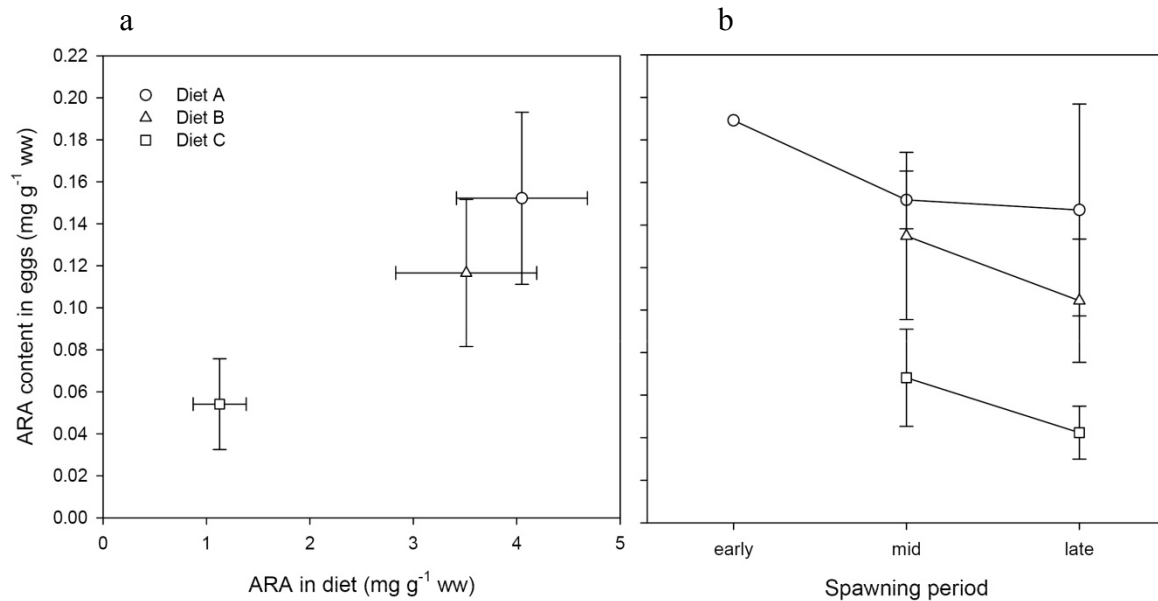 a
b
0.22
0.20
0.18
0.16
0.14
0.12
0.10
0.08
0.06
0.04
0.02
0.00
ARA content in eggs (mg g⁻¹ ww)
Diet A
Diet B
Diet C
0 1 2 3 4 5
ARA in diet (mg g⁻¹ ww)
early mid late
Spawning period